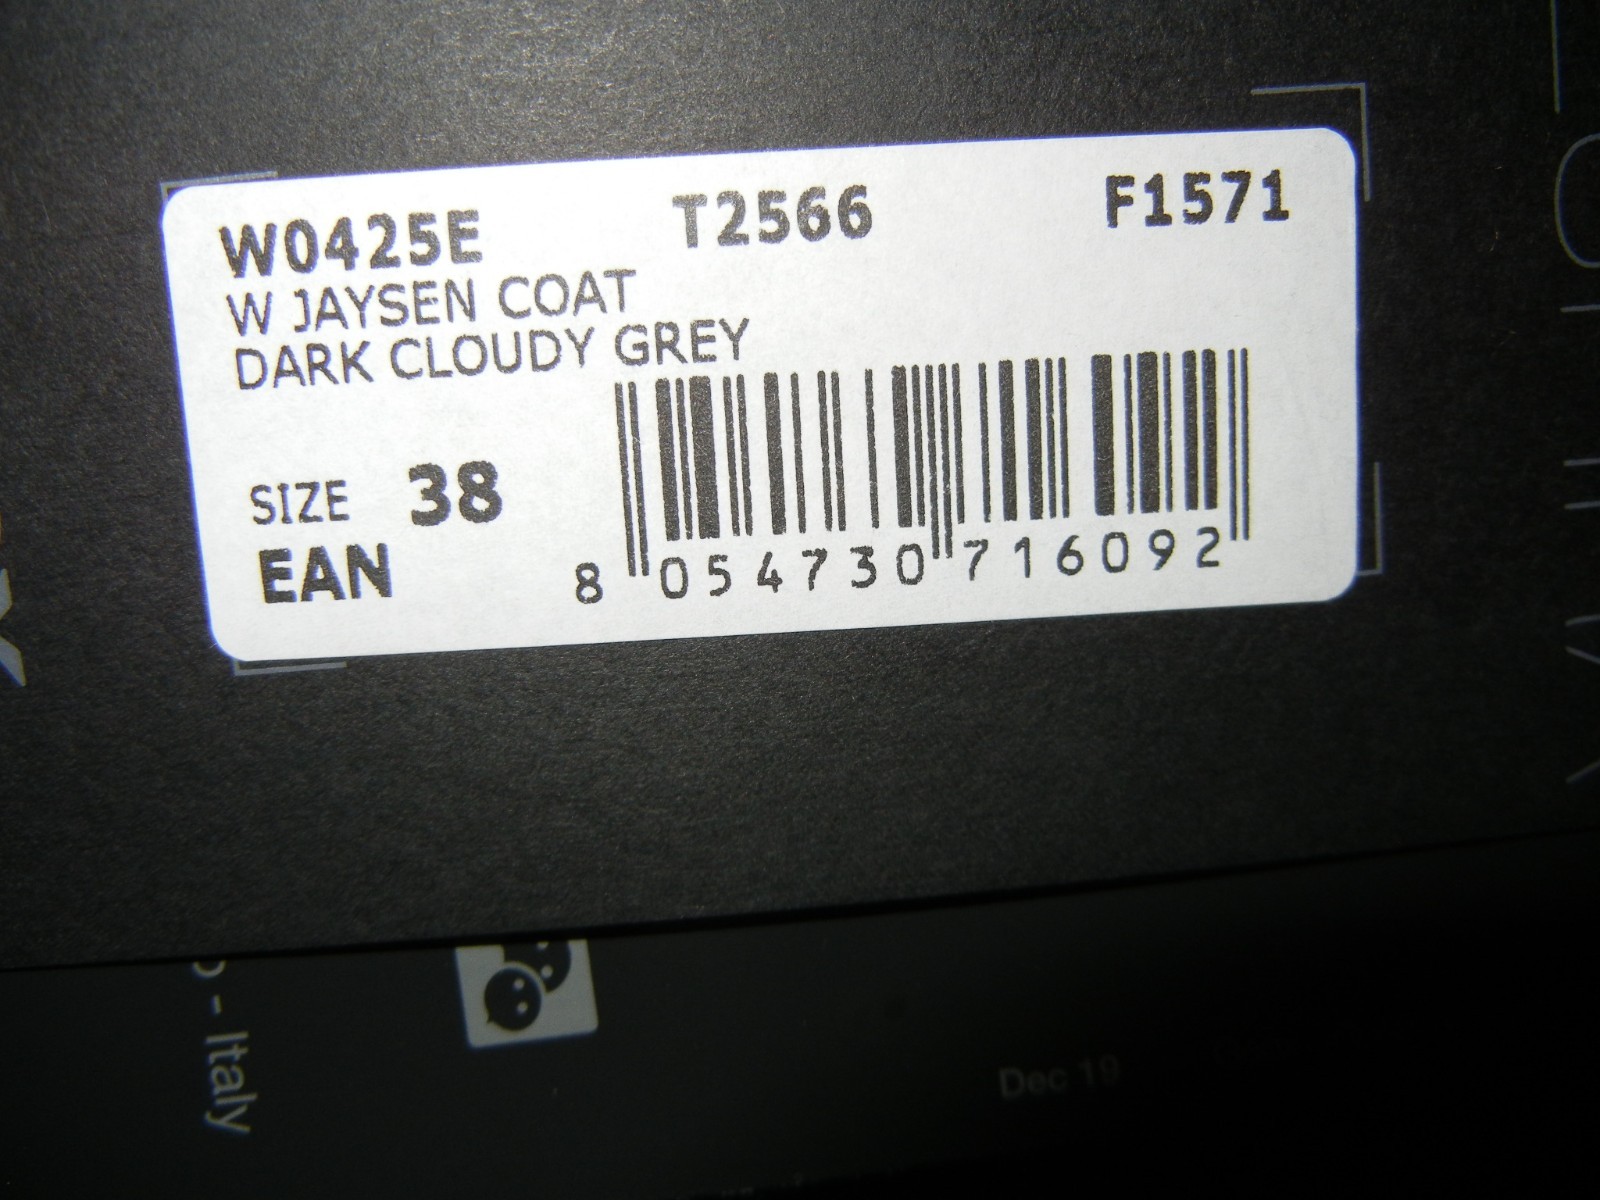 W0425E T2566 F1571
W JAYSEN COAT
DARK CLOUDY GREY
SIZE 38
EAN 8 054730 716092
- Italy
Dec 19